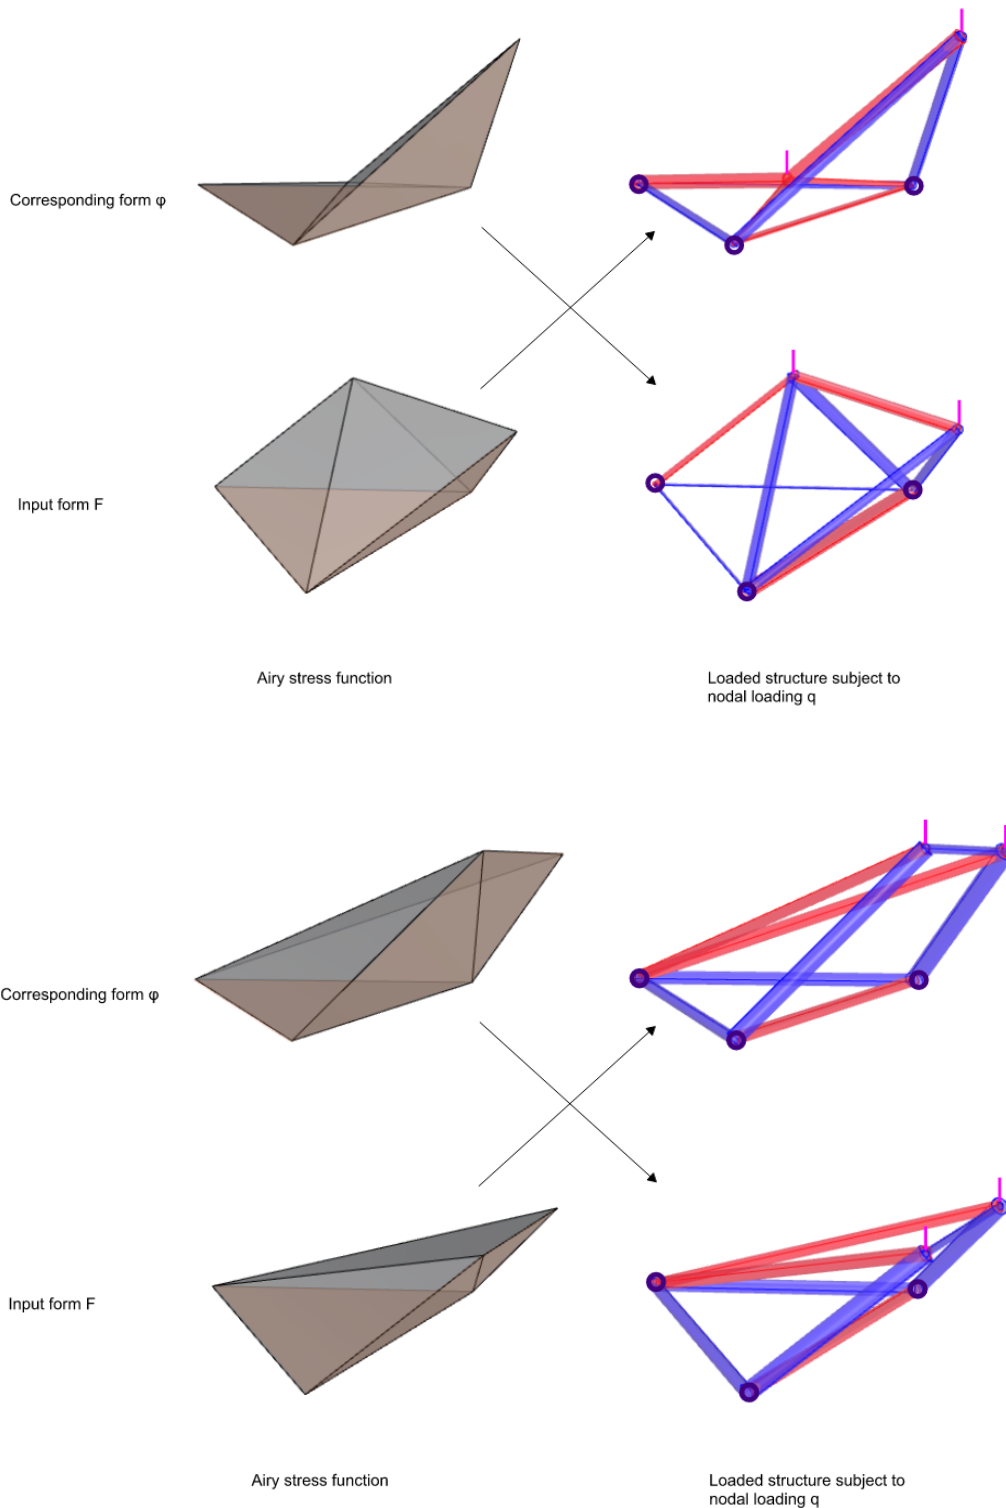 Corresponding form φ
Input form F
Airy stress function
Loaded structure subject to
nodal loading q
Corresponding form φ
Input form F
Airy stress function
Loaded structure subject to
nodal loading q